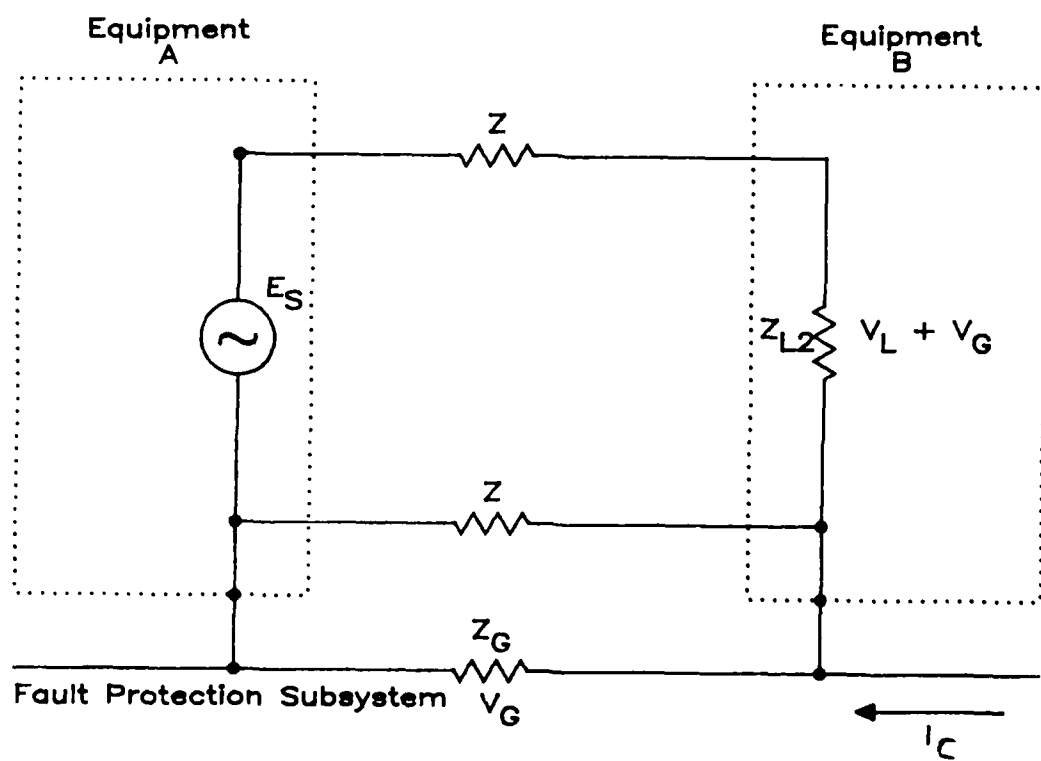 Equipment
A
Equipment
B
Z
~
E_S
Z_L2
V_L + V_G
Z
Z_G
Fault Protection Subsystem
V_G
I_C